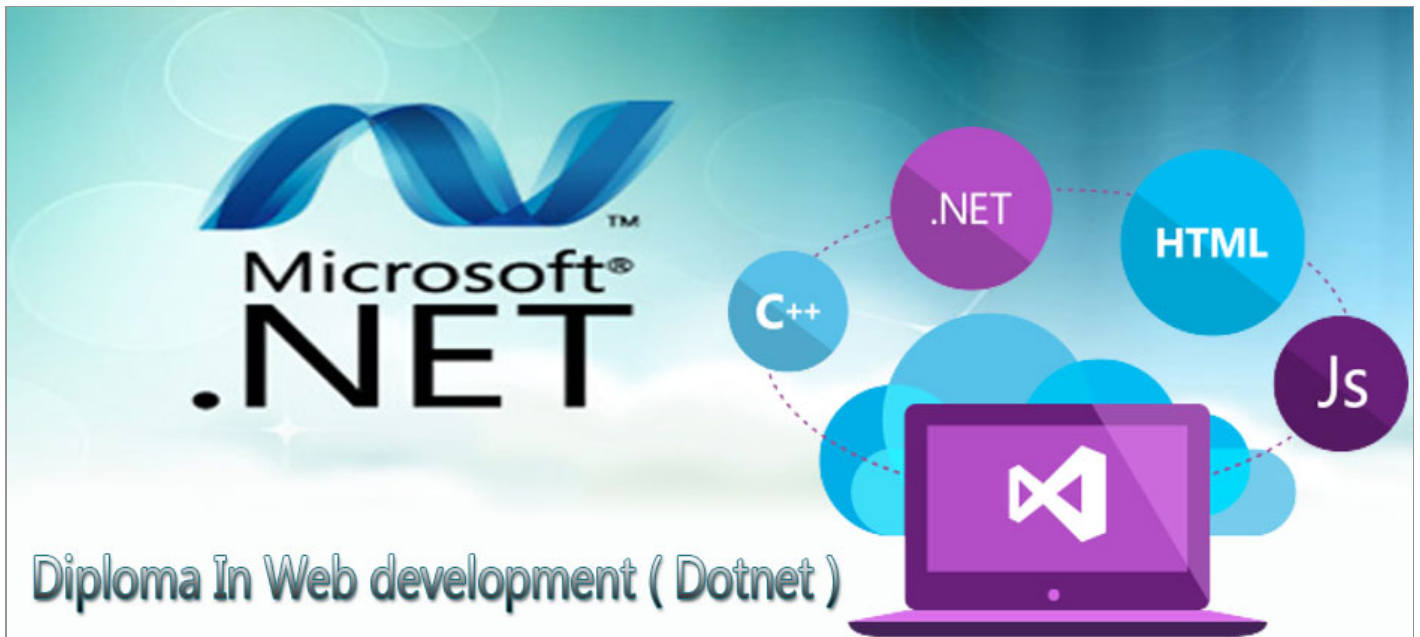 TM
Microsoft®
.NET
.NET
HTML
C++
Js
Diploma In Web development ( Dotnet )